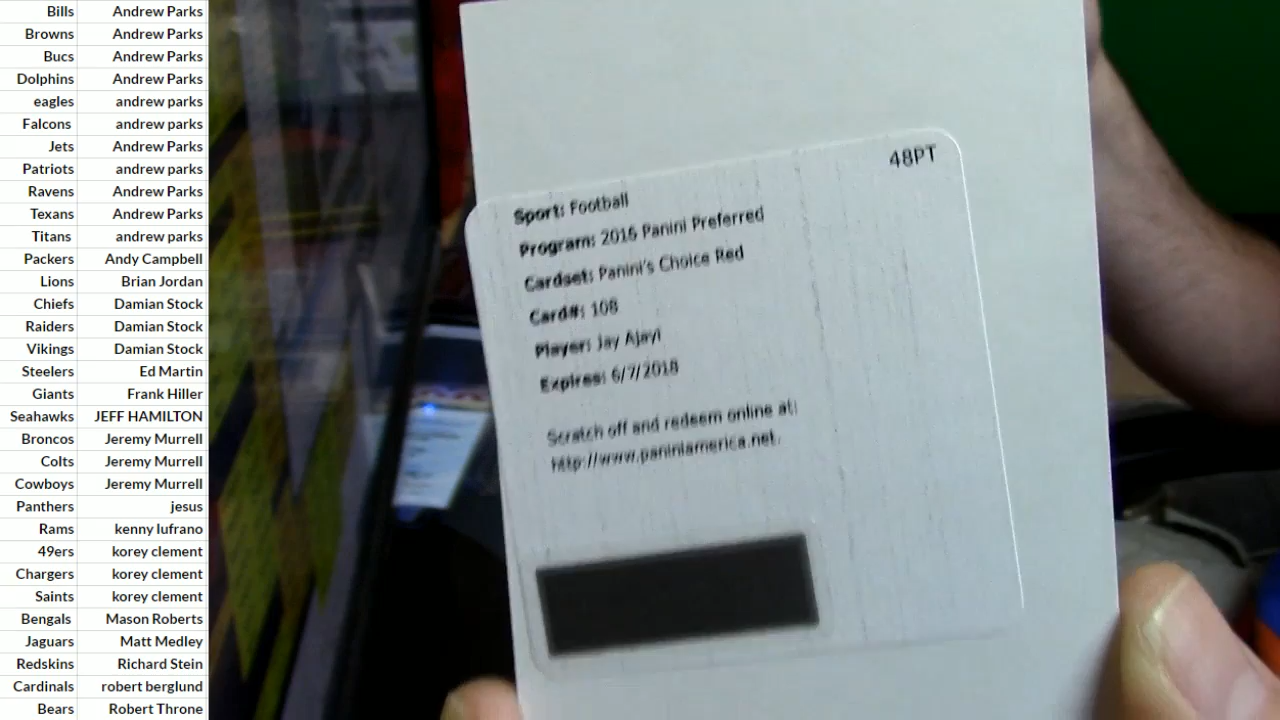 Bills Andrew Parks
Browns Andrew Parks
Bucs Andrew Parks
Dolphins Andrew Parks
eagles andrew parks
Falcons andrew parks
Jets Andrew Parks
Patriots andrew parks
Ravens Andrew Parks
Texans Andrew Parks
Titans andrew parks
Packers Andy Campbell
Lions Brian Jordan
Chiefs Damian Stock
Raiders Damian Stock
Vikings Damian Stock
Steelers Ed Martin
Giants Frank Hiller
Seahawks JEFF HAMILTON
Broncos Jeremy Murrell
Colts Jeremy Murrell
Cowboys Jeremy Murrell
Panthers jesus
Rams kenny lufrano
49ers korey clement
Chargers korey clement
Saints korey clement
Bengals Mason Roberts
Jaguars Matt Medley
Redskins Richard Stein
Cardinals robert berglund
Bears Robert Throne
48PT
Sport: Football
Program: 2016 Panini Preferred
Cardset: Panini's Choice Red
Card#: 108
Player: Jay Ajayi
Expires: 6/7/2018
Scratch off and redeem online at:
http://www.paniniamerica.net.